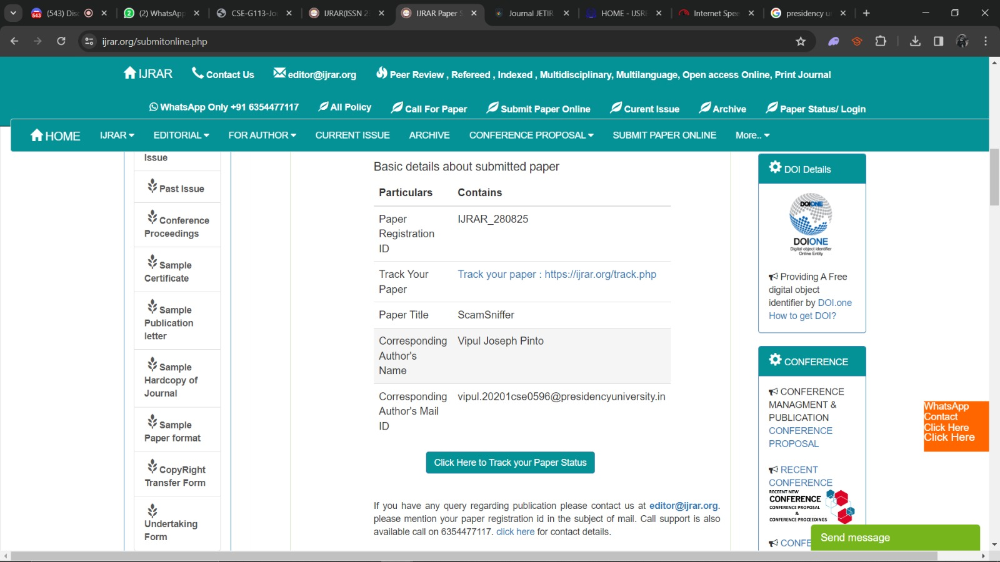 (543) Disc
(2) WhatsApp
CSE-G113-Jou
IJRAR(ISSN 23
IJRAR Paper S
Journal JETIR
HOME - IJSRE
Internet Spee
presidency un
ijrar.org/submitonline.php
IJRAR
Contact Us
editor@ijrar.org
Peer Review , Refereed , Indexed , Multidisciplinary, Multilanguage, Open access Online, Print Journal
WhatsApp Only +91 6354477117
All Policy
Call For Paper
Submit Paper Online
Curent Issue
Archive
Paper Status/ Login
HOME
IJRAR
EDITORIAL
FOR AUTHOR
CURRENT ISSUE
ARCHIVE
CONFERENCE PROPOSAL
SUBMIT PAPER ONLINE
More..
Issue
Past Issue
Conference
Proceedings
Sample
Certificate
Sample
Publication
letter
Sample
Hardcopy of
Journal
Sample
Paper format
CopyRight
Transfer Form
Undertaking
Form
Basic details about submitted paper
Particulars Contains
Paper
Registration
ID
IJRAR_280825
Track Your
Paper
Track your paper : https://ijrar.org/track.php
Paper Title
ScamSniffer
Corresponding
Author's
Name
Vipul Joseph Pinto
Corresponding
Author's Mail
ID
vipul.20201cse0596@presidencyuniversity.in
Click Here to Track your Paper Status
If you have any query regarding publication please contact us at editor@ijrar.org.
please mention your paper registration id in the subject of mail. Call support is also
available call on 6354477117. click here for contact details.
DOI Details
DOIONE
DOIONE
Digital object identifier
Online Entity
Providing A Free
digital object
identifier by DOI.one
How to get DOI?
CONFERENCE
CONFERENCE
MANAGMENT &
PUBLICATION
CONFERENCE
PROPOSAL
RECENT
CONFERENCE
RECEENT NEW
CONFERENCE
CONFERENCE PROPOSAL
&
CONFERENCE PROCEEDINGS
CONFE
WhatsApp
Contact
Click Here
Click Here
Send message